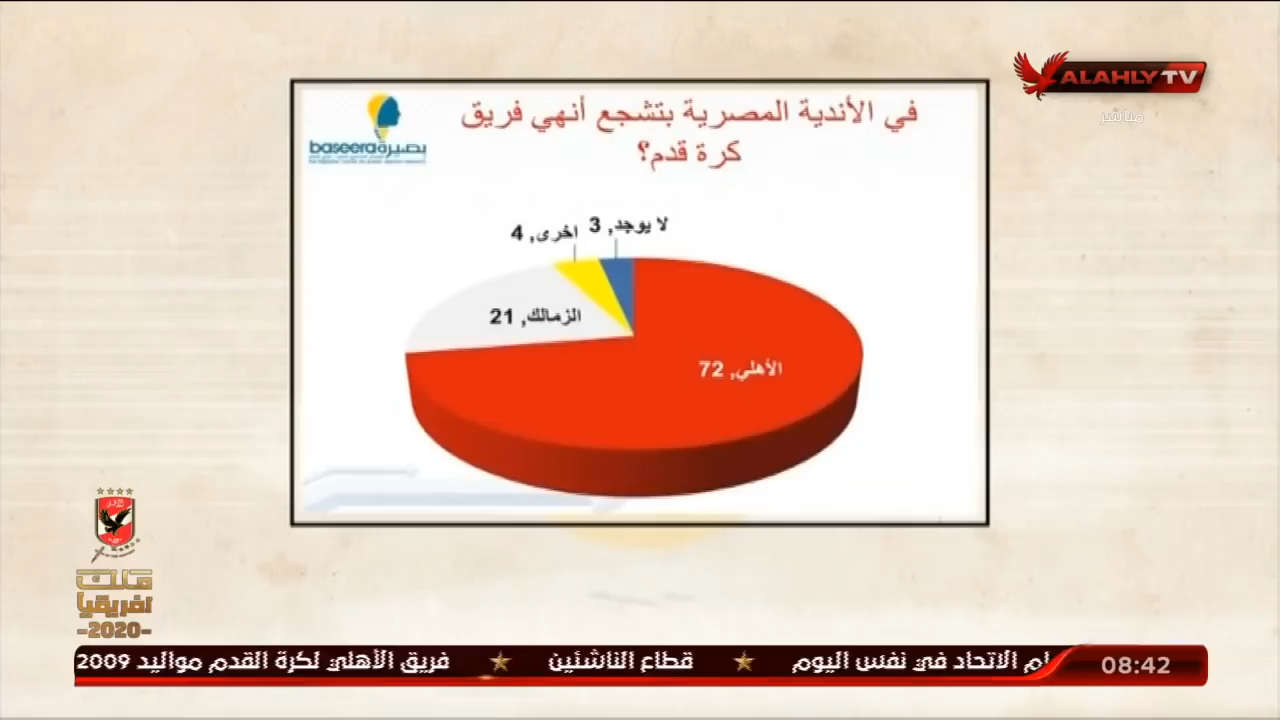 ALAHLY TV
مباشر
في الأندية المصرية بتشجع أنهي فريق
كرة قدم؟
baseera بصيرة
لا يوجد, 3
اخرى, 4
الزمالك, 21
الأهلي, 72
ملك
افريقيا
-2020-
ام الاتحاد في نفس اليوم ★ قطاع الناشئين ★ فريق الأهلي لكرة القدم مواليد 2009
08:42